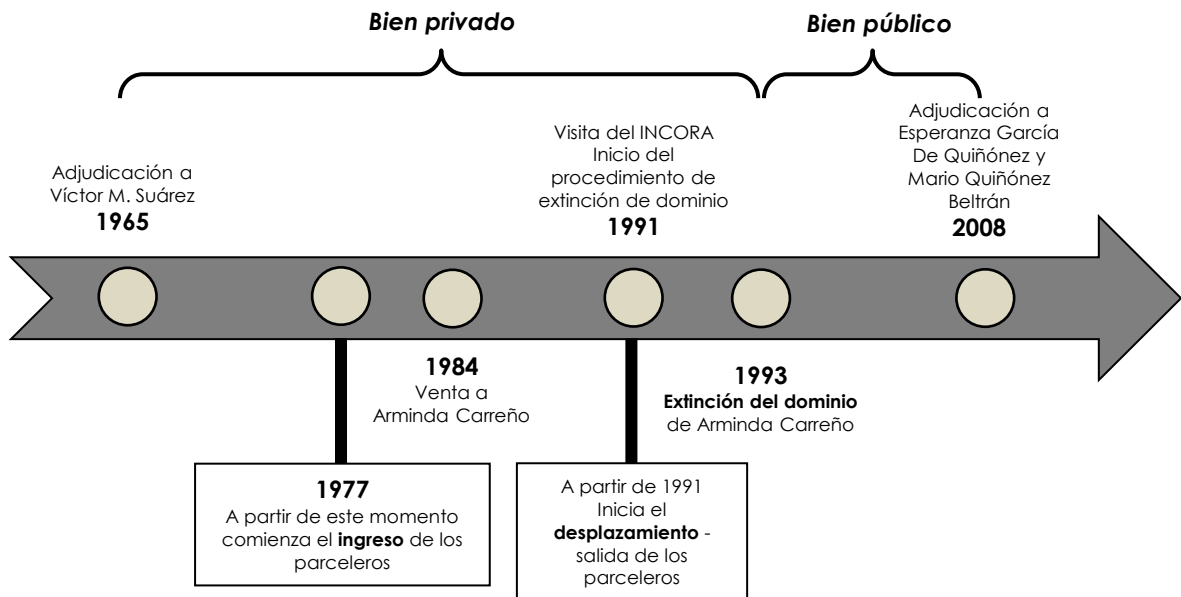 Bien privado
Bien público
Adjudicación a
Víctor M. Suárez
1965
Visita del INCORA
Inicio del
procedimiento de
extinción de dominio
1991
Adjudicación a
Esperanza García
De Quiñónez y
Mario Quiñónez
Beltrán
2008
1984
Venta a
Arminda Carreño
1993
Extinción del dominio
de Arminda Carreño
1977
A partir de este momento
comienza el ingreso de los
parceleros
A partir de 1991
Inicia el
desplazamiento -
salida de los
parceleros